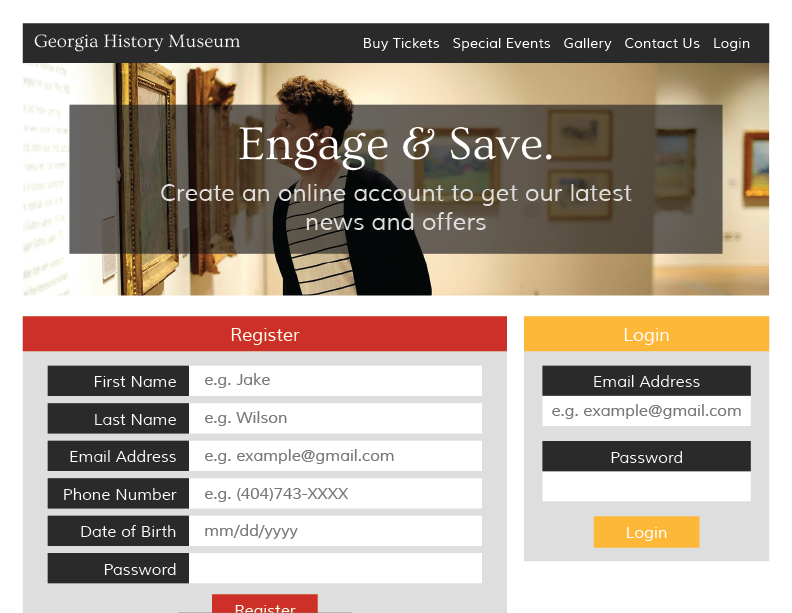 Georgia History Museum
Buy Tickets Special Events Gallery Contact Us Login
Engage & Save.
Create an online account to get our latest
news and offers
Register
First Name e.g. Jake
Last Name e.g. Wilson
Email Address e.g. example@gmail.com
Phone Number e.g. (404)743-XXXX
Date of Birth mm/dd/yyyy
Password
Register
Login
Email Address
e.g. example@gmail.com
Password
Login